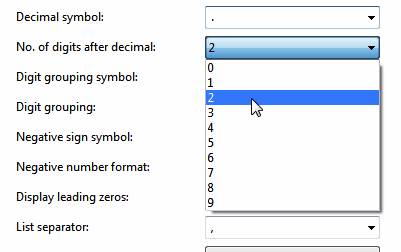 Decimal symbol: .
No. of digits after decimal: 2
0
Digit grouping symbol:
1
2
Digit grouping:
3
4
Negative sign symbol:
5
6
Negative number format:
7
8
Display leading zeros:
9
List separator: ,